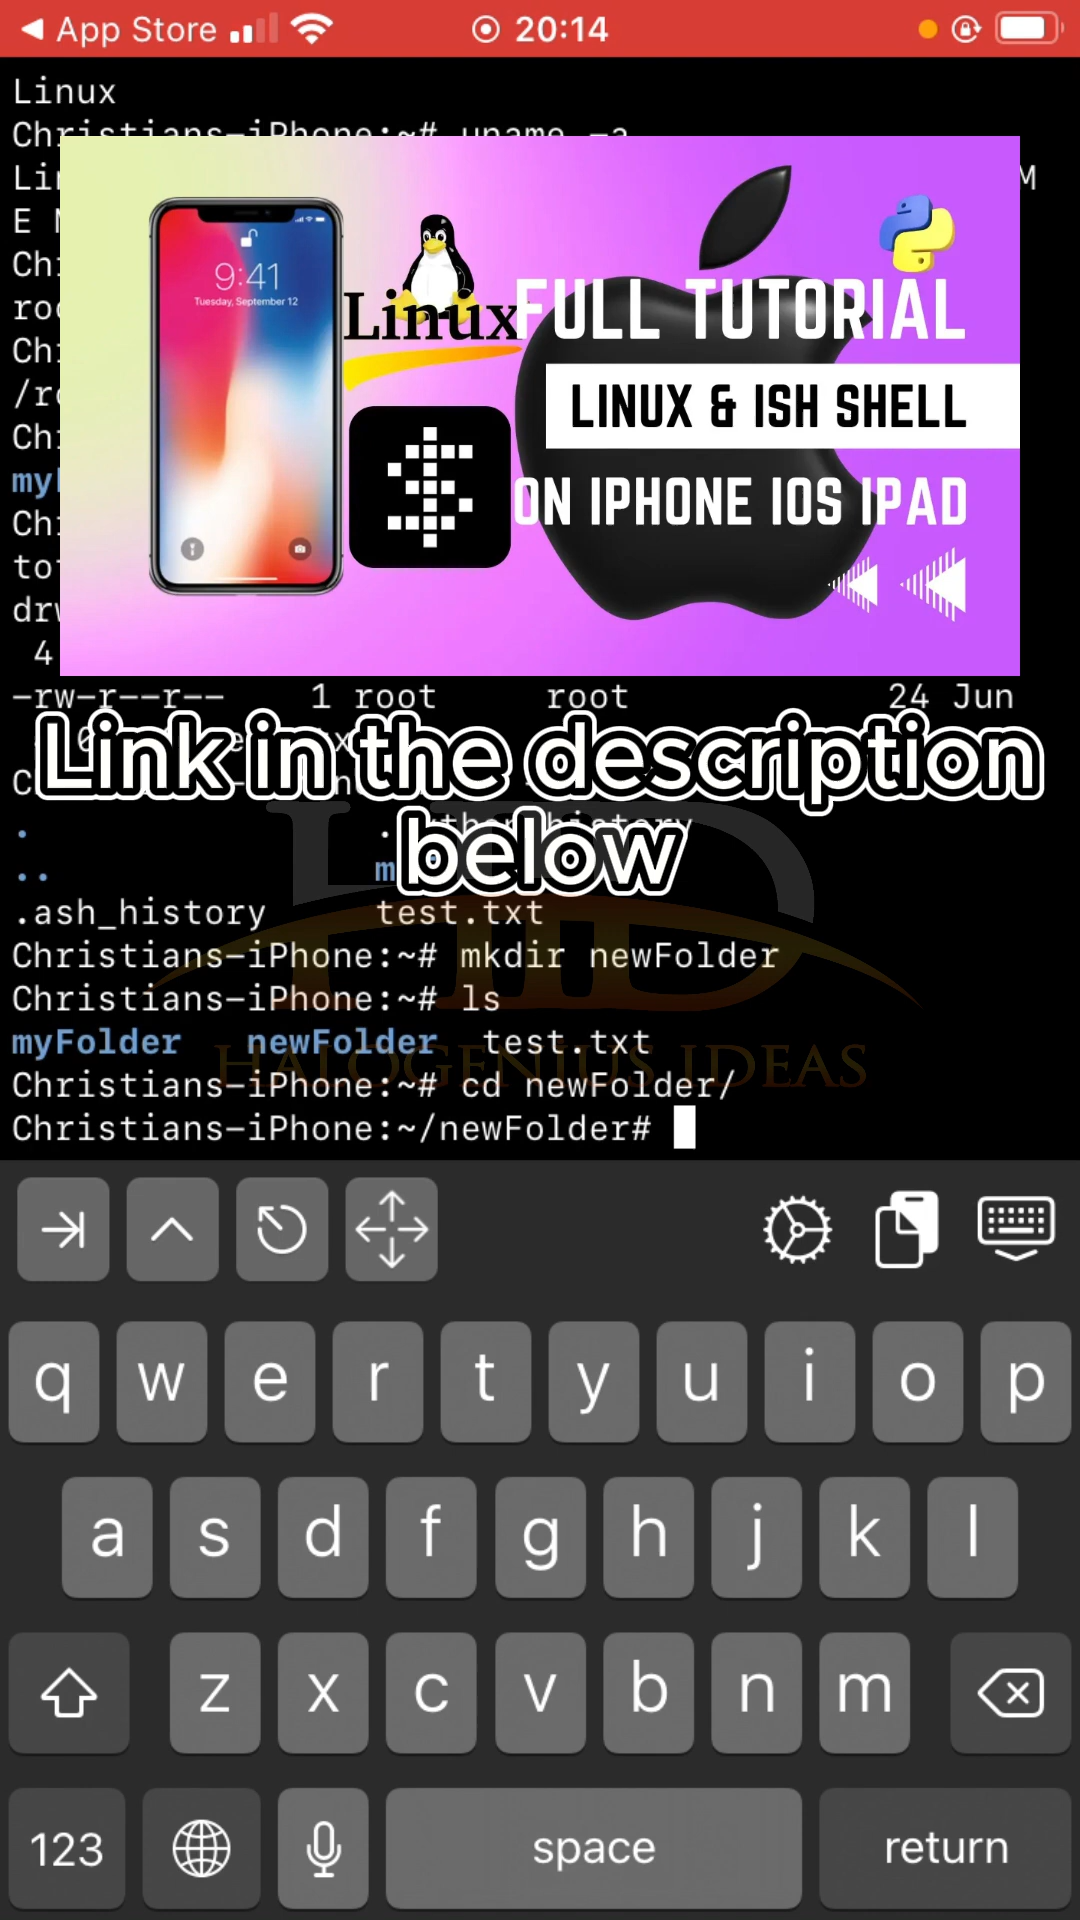 App Store 20:14
Linux
Christians-iPhone:~# uname -a
9:41
Tuesday, September 12
Linux
FULL TUTORIAL
LINUX & ISH SHELL
ON IPHONE IOS IPAD
4
-rw-r--r-- 1 root root 24 Jun
Link in the description
below
.
..
.ash_history test.txt
Christians-iPhone:~# mkdir newFolder
Christians-iPhone:~# ls
myFolder newFolder test.txt
HALOGENIUS IDEAS
Christians-iPhone:~# cd newFolder/
Christians-iPhone:~/newFolder#
q w e r t y u i o p
a s d f g h j k l
z x c v b n m
123 space return